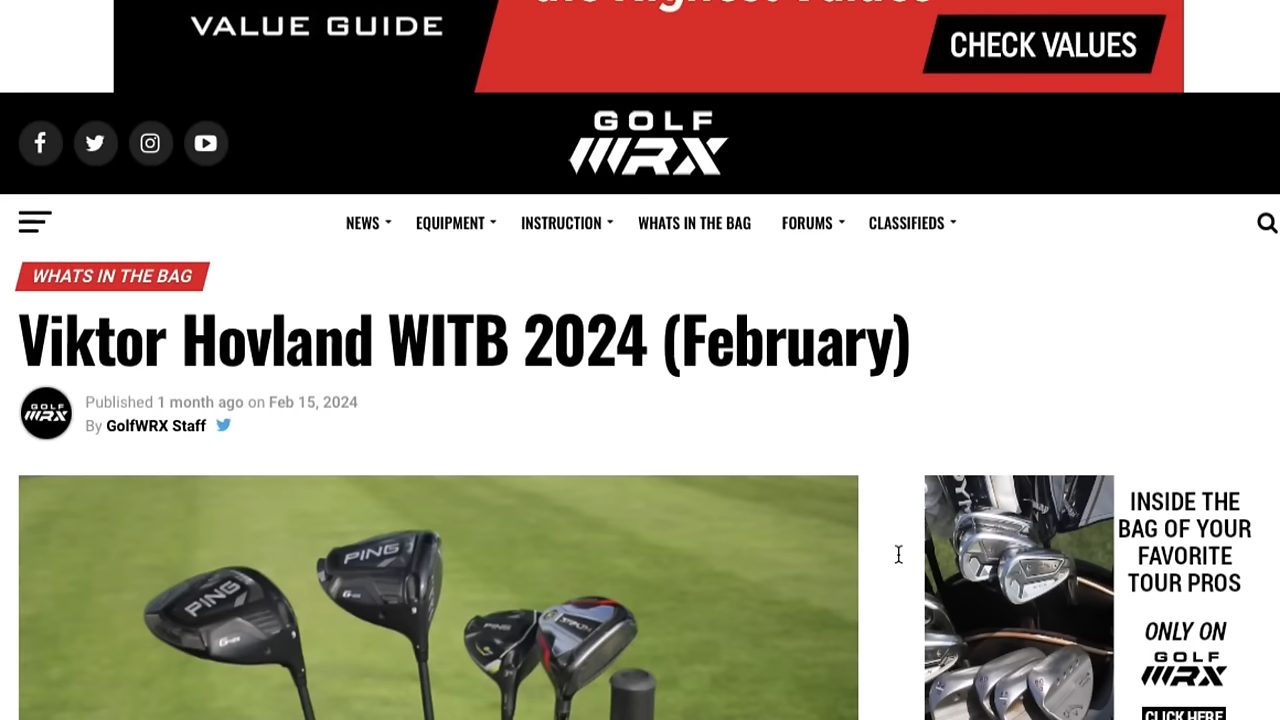 VALUE GUIDE
CHECK VALUES
GOLF
WRX
NEWS
EQUIPMENT
INSTRUCTION
WHATS IN THE BAG
FORUMS
CLASSIFIEDS
WHATS IN THE BAG
Viktor Hovland WITB 2024 (February)
GOLF
WRX
Published 1 month ago on Feb 15, 2024
By GolfWRX Staff
PING
PING
PING
STEALTH
INSIDE THE
BAG OF YOUR
FAVORITE
TOUR PROS
ONLY ON
GOLF
WRX
CLICK HERE